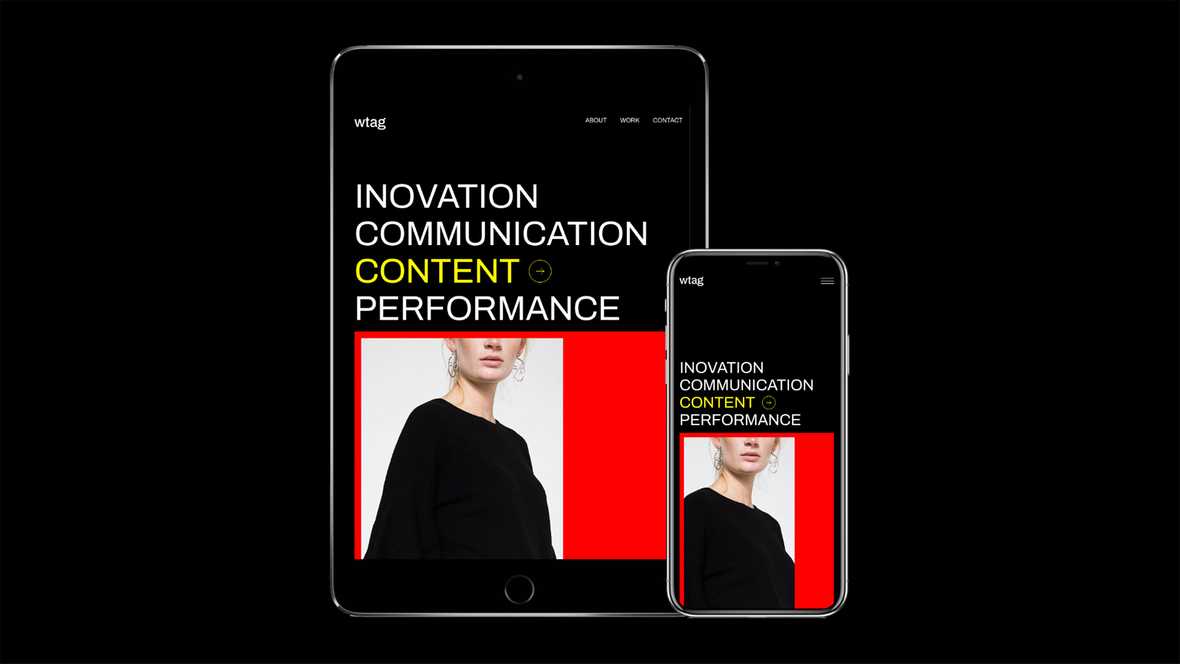 wtag
ABOUT WORK CONTACT
INOVATION
COMMUNICATION
CONTENT
PERFORMANCE
wtag
INOVATION
COMMUNICATION
CONTENT
PERFORMANCE